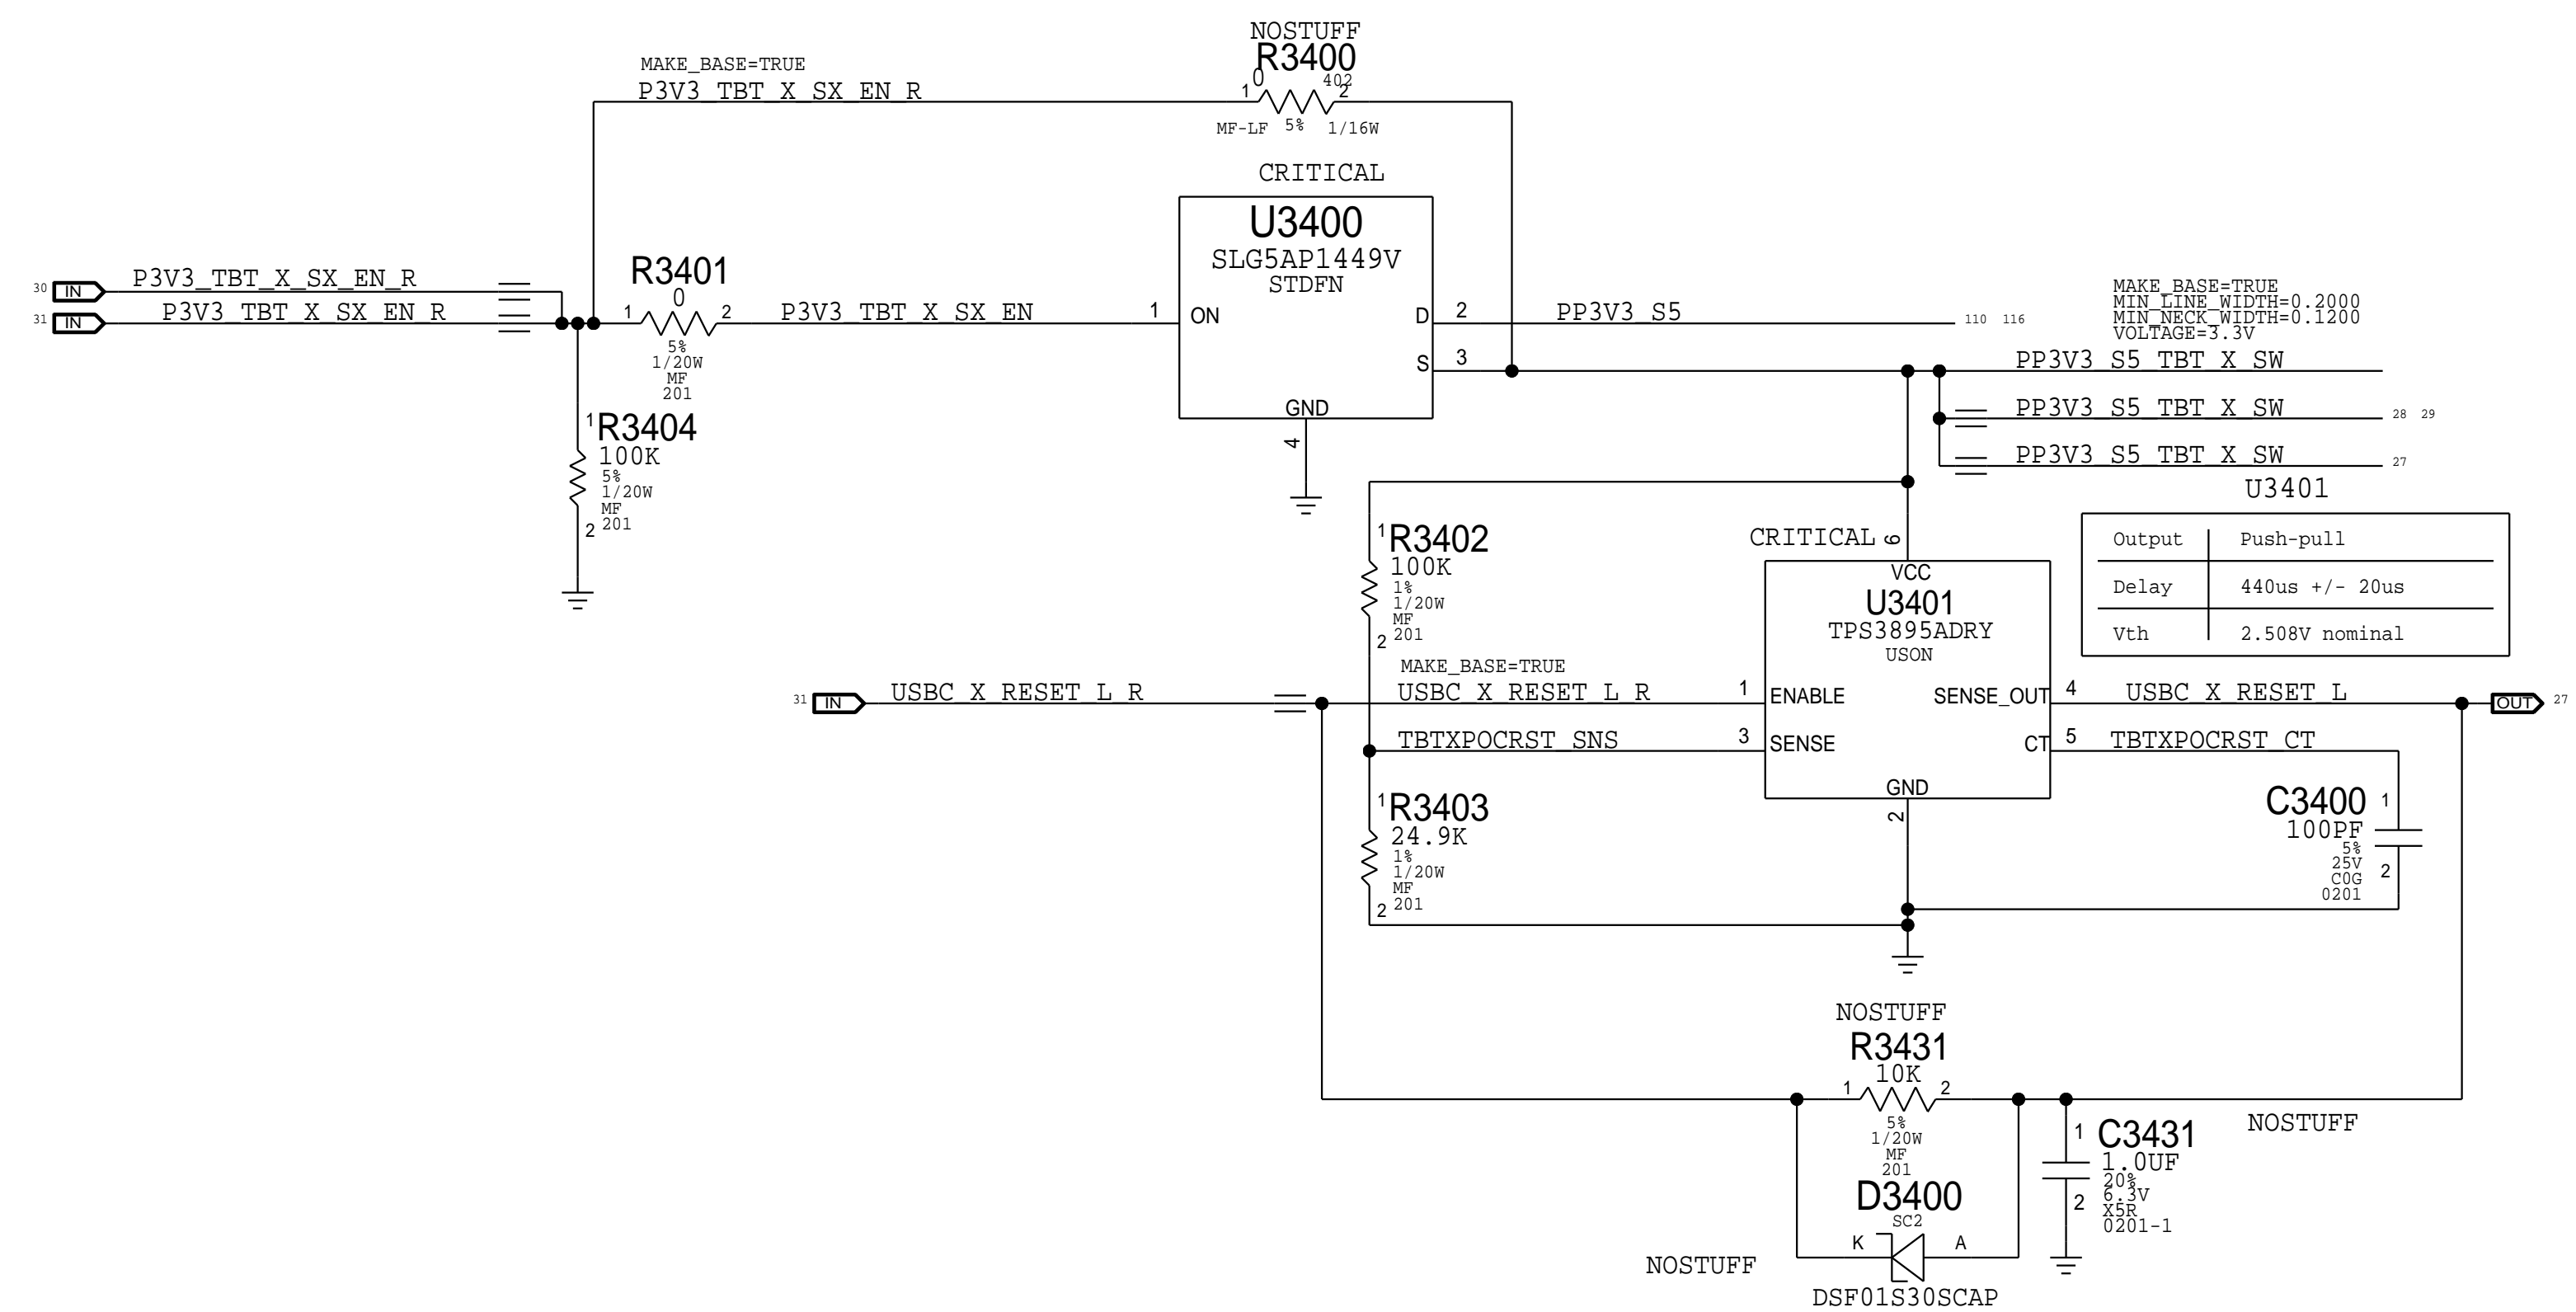 NOSTUFF
R3400
0
402
1
2
MF-LF
5%
1/16W
MAKE_BASE=TRUE
P3V3_TBT_X_SX_EN_R
CRITICAL
U3400
SLG5AP1449V
STDFN
1
ON
D
2
PP3V3_S5
110 116
S
3
GND
4
30 IN P3V3_TBT_X_SX_EN_R
31 IN P3V3_TBT_X_SX_EN_R
R3401
0
1
2
5%
1/20W
MF
201
P3V3_TBT_X_SX_EN
1
R3404
100K
5%
1/20W
MF
201
2
MAKE_BASE=TRUE
MIN_LINE_WIDTH=0.2000
MIN_NECK_WIDTH=0.1200
VOLTAGE=3.3V
PP3V3_S5_TBT_X_SW
PP3V3_S5_TBT_X_SW
28 29
PP3V3_S5_TBT_X_SW
27
U3401
Output Push-pull
Delay 440us +/- 20us
Vth 2.508V nominal
1
R3402
100K
1%
1/20W
MF
201
2
CRITICAL
6
VCC
U3401
TPS3895ADRY
USON
31 IN USBC_X_RESET_L_R
MAKE_BASE=TRUE
USBC_X_RESET_L_R
1
ENABLE
SENSE_OUT
4
USBC_X_RESET_L
OUT 27
TBTXPOCRST_SNS
3
SENSE
CT
5
TBTXPOCRST_CT
GND
2
1
R3403
24.9K
1%
1/20W
MF
201
2
C3400
1
100PF
5%
25V
C0G
0201
2
NOSTUFF
R3431
10K
1
2
5%
1/20W
MF
201
D3400
SC2
K
A
NOSTUFF
DSF01S30SCAP
NOSTUFF
1
C3431
1.0UF
20%
6.3V
X5R
0201-1
2